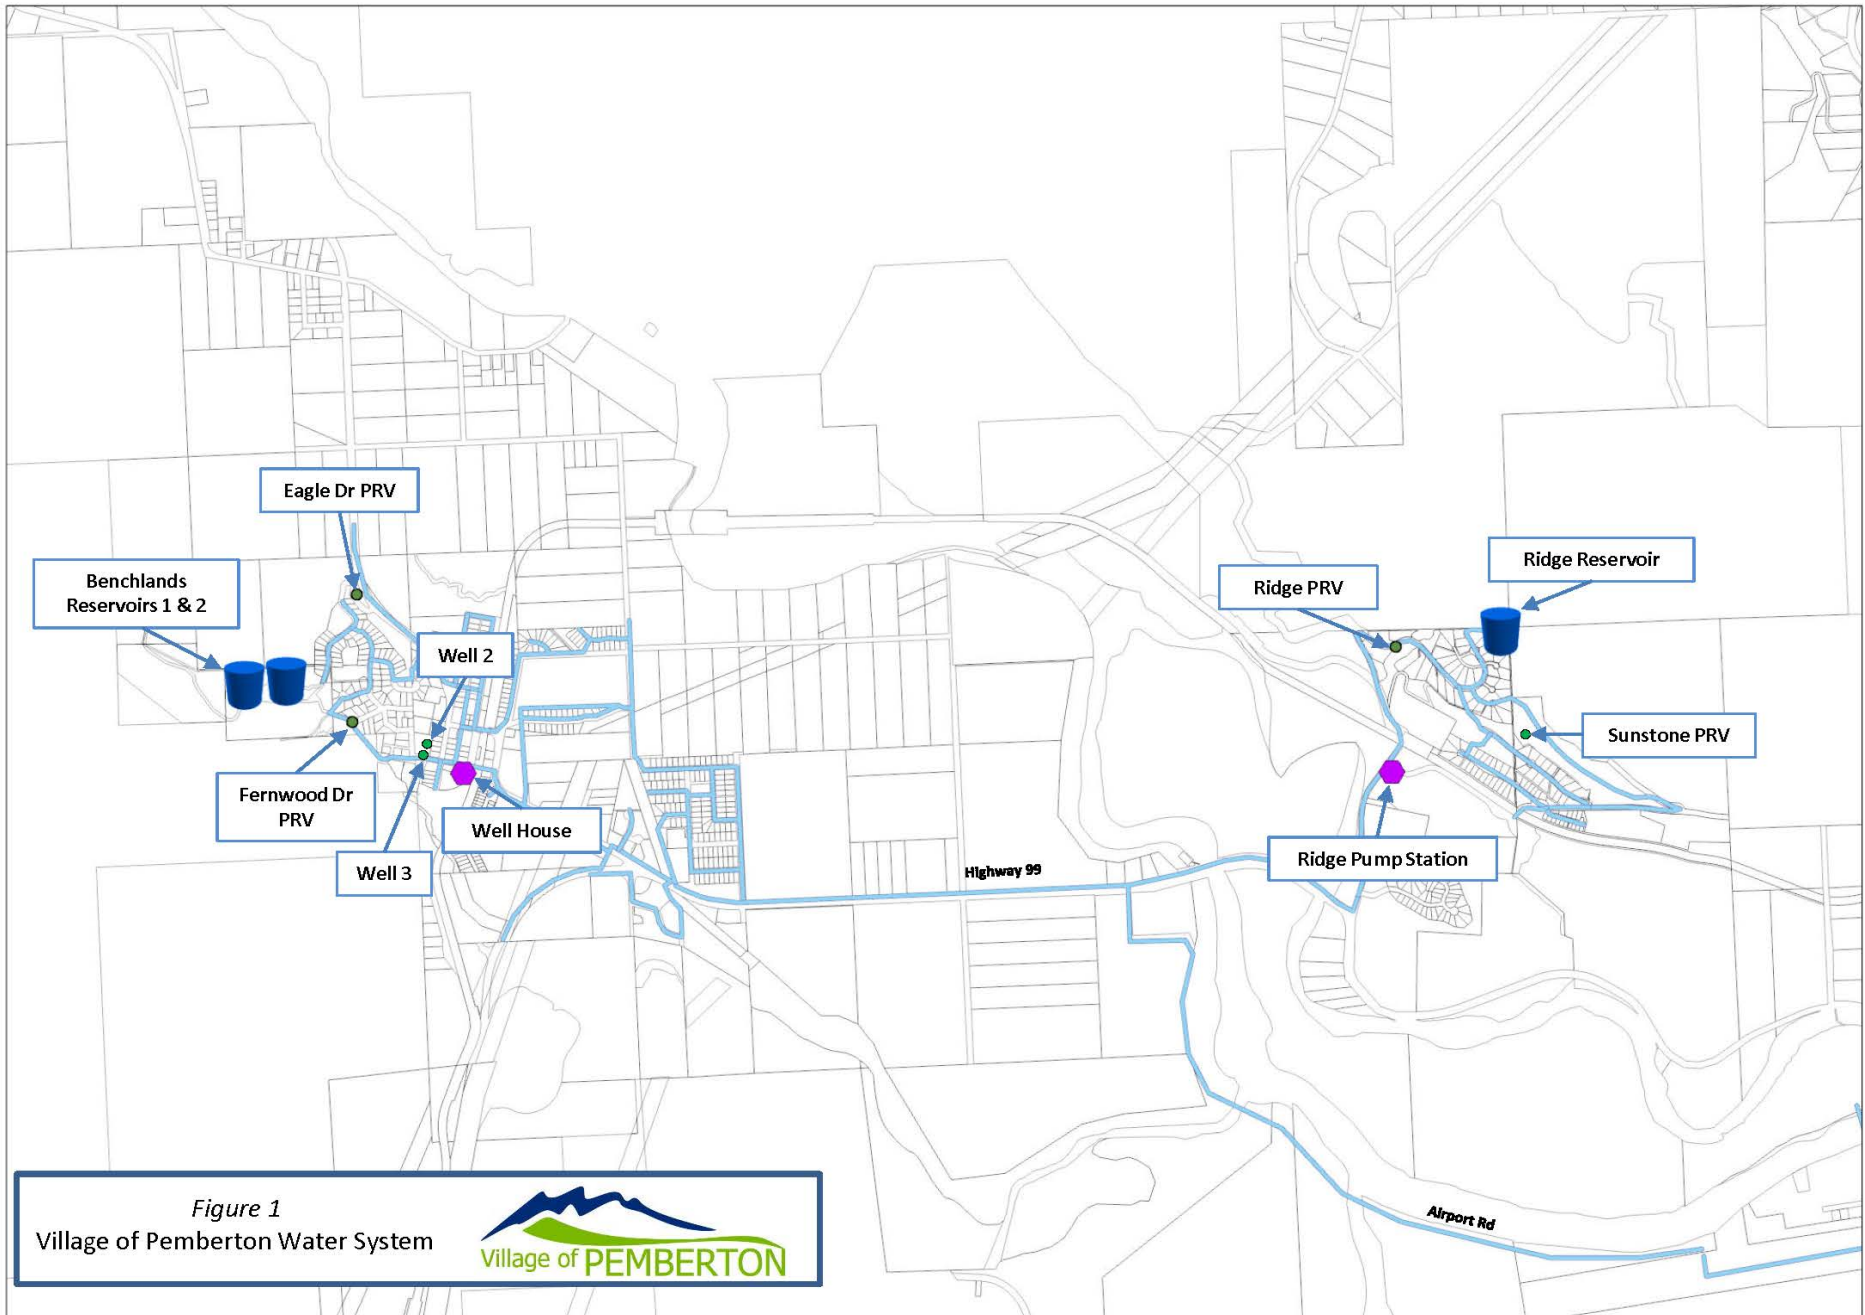 Eagle Dr PRV
Benchlands
Reservoirs 1 & 2
Well 2
Fernwood Dr
PRV
Well 3
Well House
Ridge PRV
Ridge Reservoir
Sunstone PRV
Ridge Pump Station
Highway 99
Airport Rd
Figure 1
Village of Pemberton Water System
Village of PEMBERTON